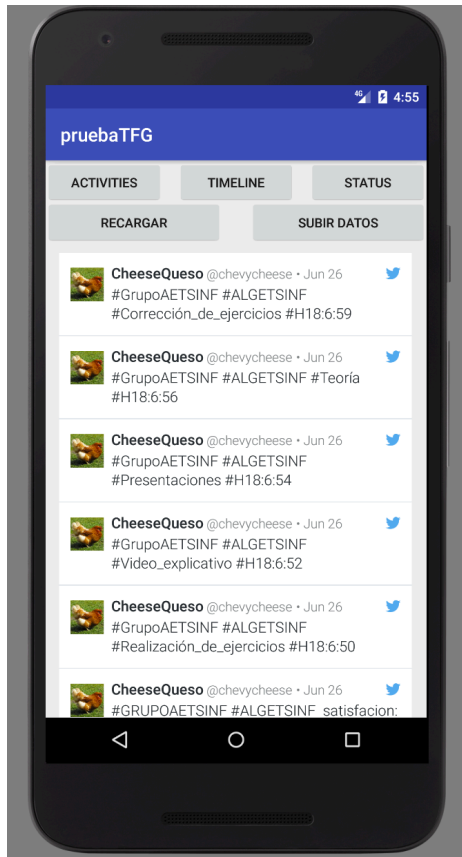 4G 4:55
pruebaTFG
ACTIVITIES TIMELINE STATUS
RECARGAR SUBIR DATOS
CheeseQueso @chevycheese • Jun 26
#GrupoAETSINF #ALGETSINF
#Corrección_de_ejercicios #H18:6:59
CheeseQueso @chevycheese • Jun 26
#GrupoAETSINF #ALGETSINF #Teoría
#H18:6:56
CheeseQueso @chevycheese • Jun 26
#GrupoAETSINF #ALGETSINF
#Presentaciones #H18:6:54
CheeseQueso @chevycheese • Jun 26
#GrupoAETSINF #ALGETSINF
#Video_explicativo #H18:6:52
CheeseQueso @chevycheese • Jun 26
#GrupoAETSINF #ALGETSINF
#Realización_de_ejercicios #H18:6:50
CheeseQueso @chevycheese • Jun 26
#GRUPOAETSINF #ALGETSINF satisfacion: